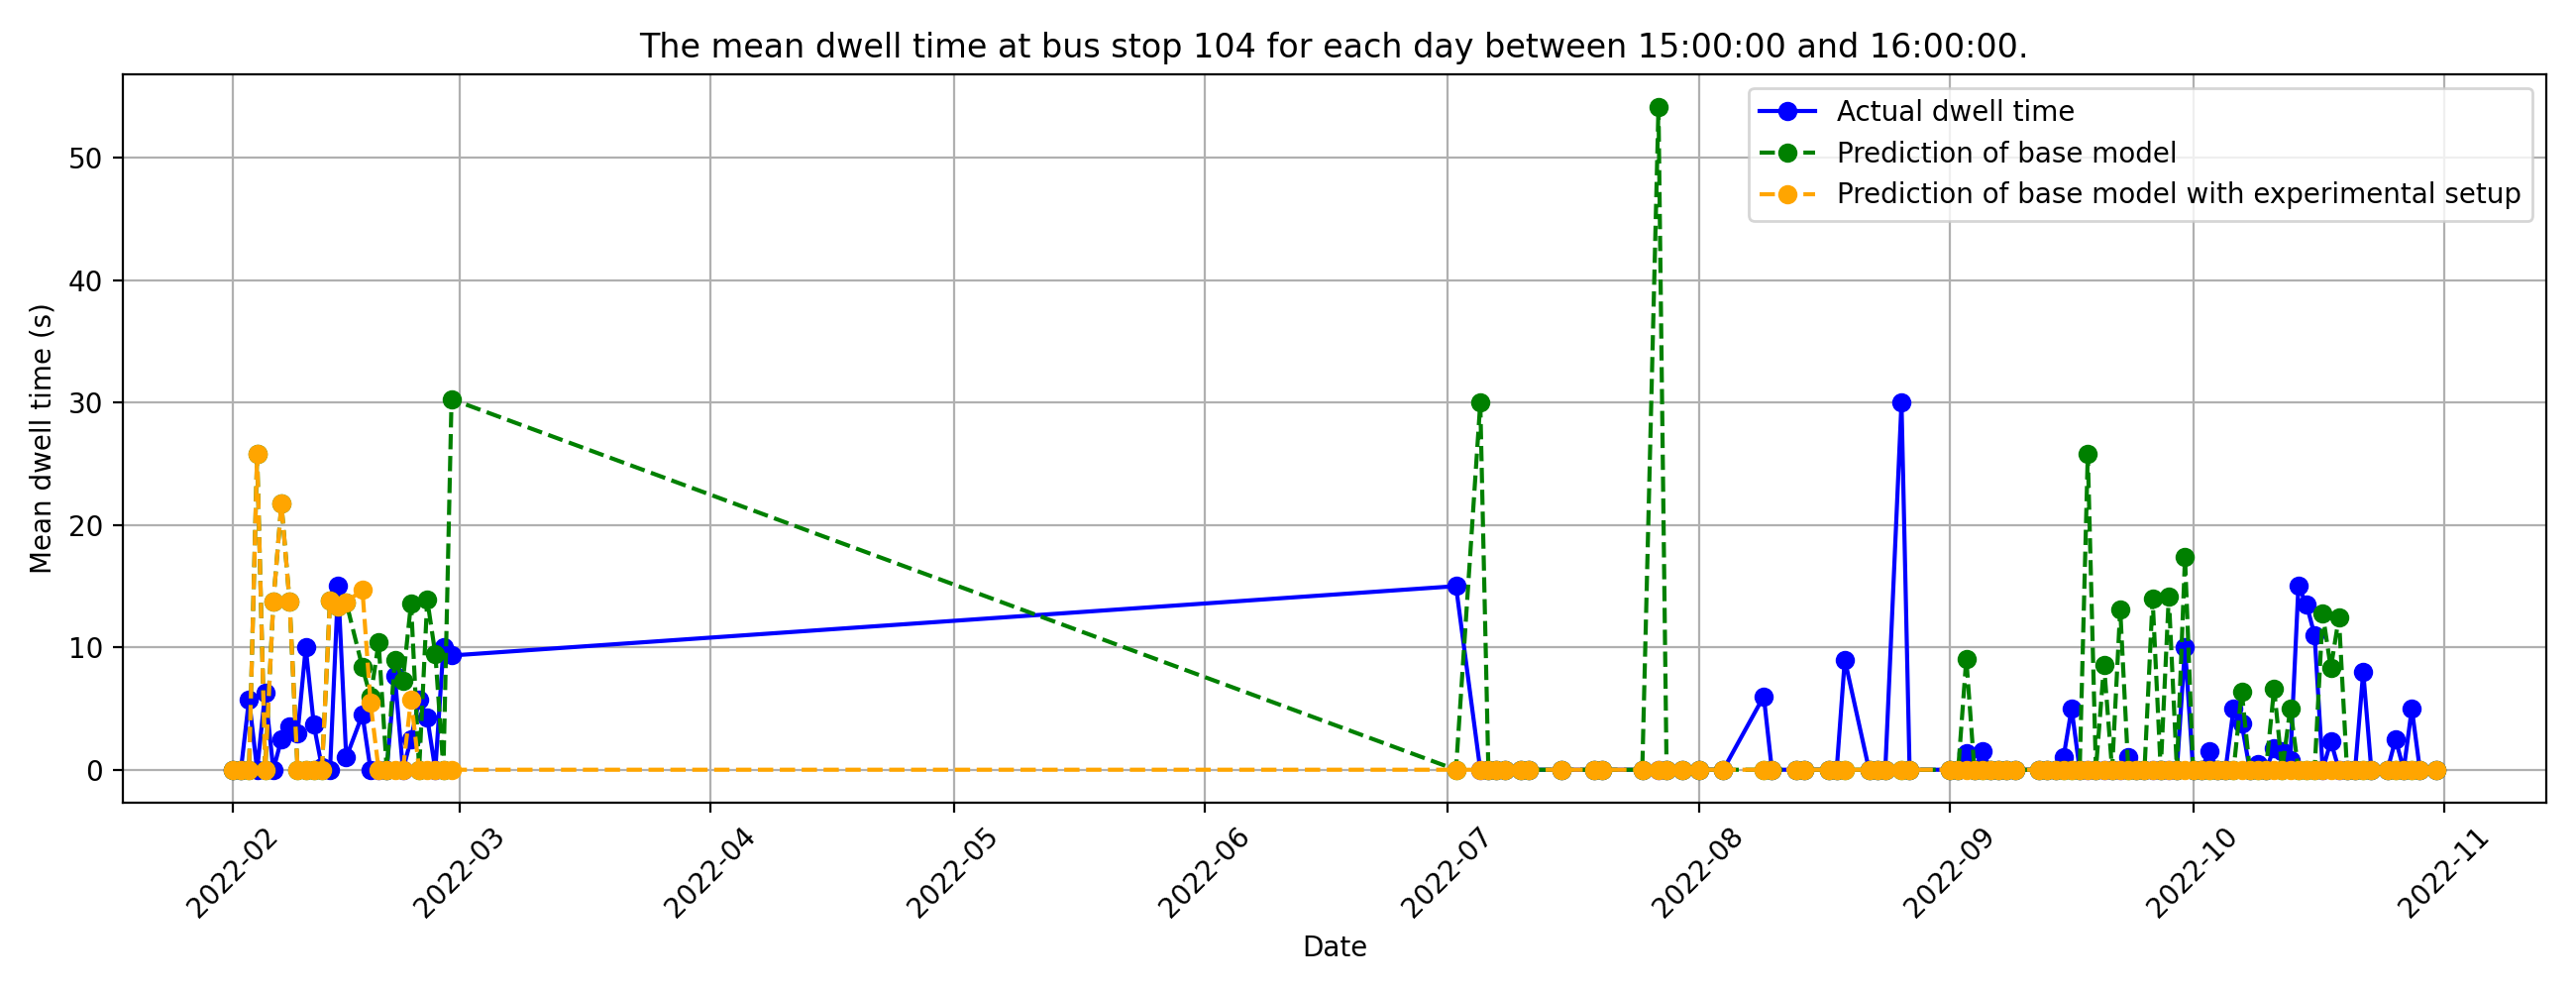 The mean dwell time at bus stop 104 for each day between 15:00:00 and 16:00:00.
Actual dwell time
Prediction of base model
Prediction of base model with experimental setup
Mean dwell time (s)
50
40
30
20
10
0
2022-02
2022-03
2022-04
2022-05
2022-06
2022-07
2022-08
2022-09
2022-10
2022-11
Date